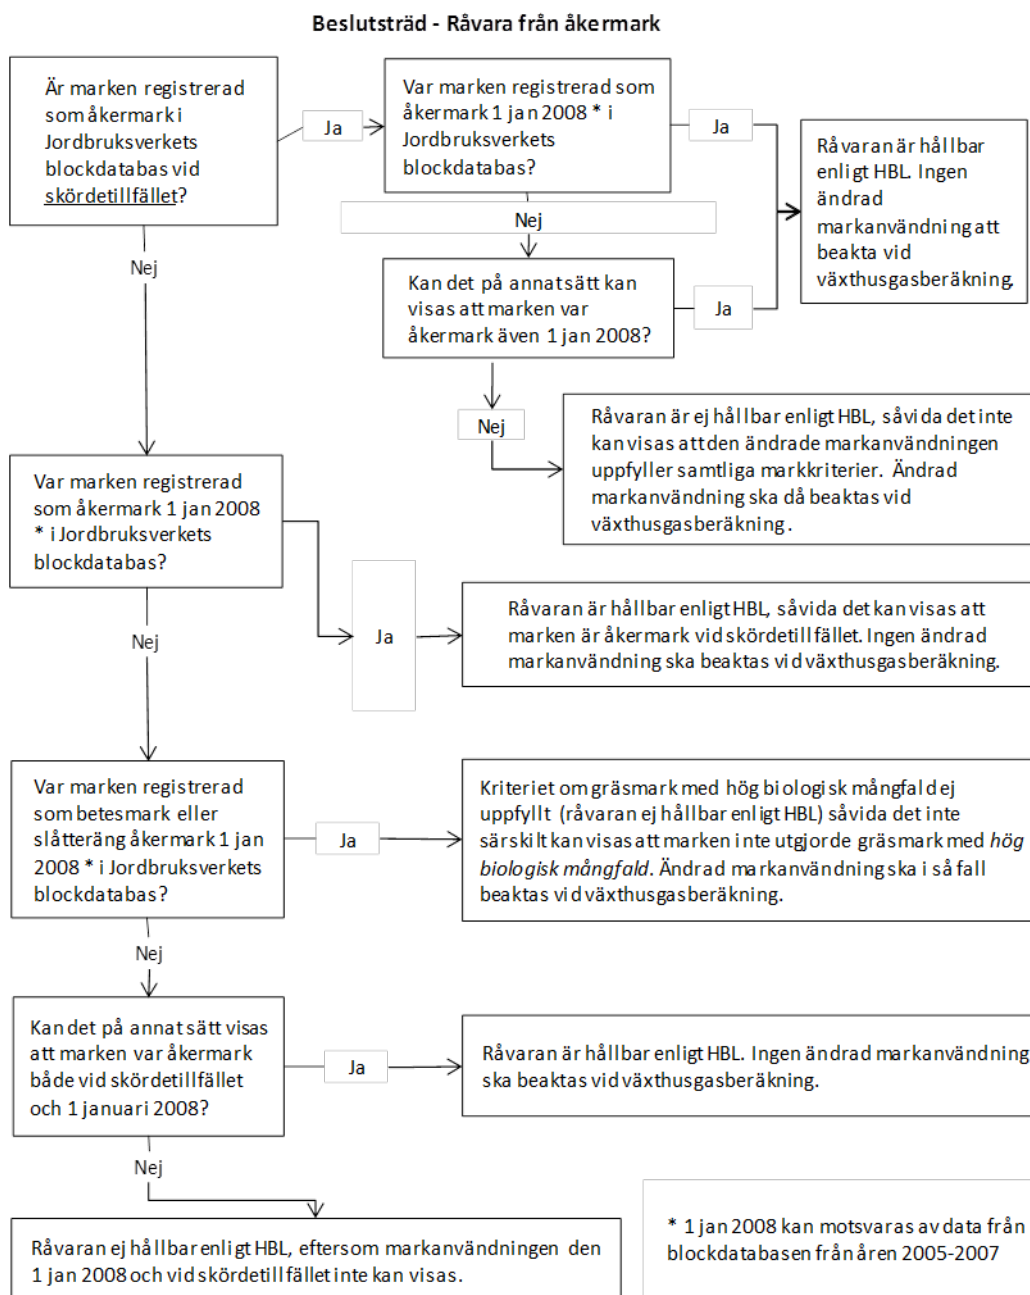 Beslutsträd - Råvara från åkermark
Är marken registrerad
som åkermark i
Jordbruksverkets
blockdatabas vid
skördetillfället?
Ja
Var marken registrerad som
åkermark 1 jan 2008 * i
Jordbruksverkets
blockdatabas?
Ja
Råvaran är hållbar
enligt HBL. Ingen
ändrad
markanvändning att
beakta vid
växthusgasberäkning.
Nej
Kan det på annat sätt kan
visas att marken var
åkermark även 1 jan 2008?
Ja
Nej
Råvaran är ej hållbar enligt HBL, såvida det inte
kan visas att den ändrade markanvändningen
uppfyller samtliga markkriterier. Ändrad
markanvändning ska då beaktas vid
växthusgasberäkning.
Nej
Var marken registrerad
som åkermark 1 jan 2008
* i Jordbruksverkets
blockdatabas?
Ja
Råvaran är hållbar enligt HBL, såvida det kan visas att
marken är åkermark vid skördetillfället. Ingen ändrad
markanvändning ska beaktas vid växthusgasberäkning.
Nej
Var marken registrerad
som betesmark eller
slåtteräng åkermark 1 jan
2008 * i Jordbruksverkets
blockdatabas?
Ja
Kriteriet om gräsmark med hög biologisk mångfald ej
uppfyllt (råvaran ej hållbar enligt HBL) såvida det inte
särskilt kan visas att marken inte utgjorde gräsmark med hög
biologisk mångfald. Ändrad markanvändning ska i så fall
beaktas vid växthusgasberäkning.
Nej
Kan det på annat sätt visas
att marken var åkermark
både vid skördetillfället
och 1 januari 2008?
Ja
Råvaran är hållbar enligt HBL. Ingen ändrad markanvändning
ska beaktas vid växthusgasberäkning.
Nej
Råvaran ej hållbar enligt HBL, eftersom markanvändningen den
1 jan 2008 och vid skördetillfället inte kan visas.
* 1 jan 2008 kan motsvaras av data från
blockdatabasen från åren 2005-2007